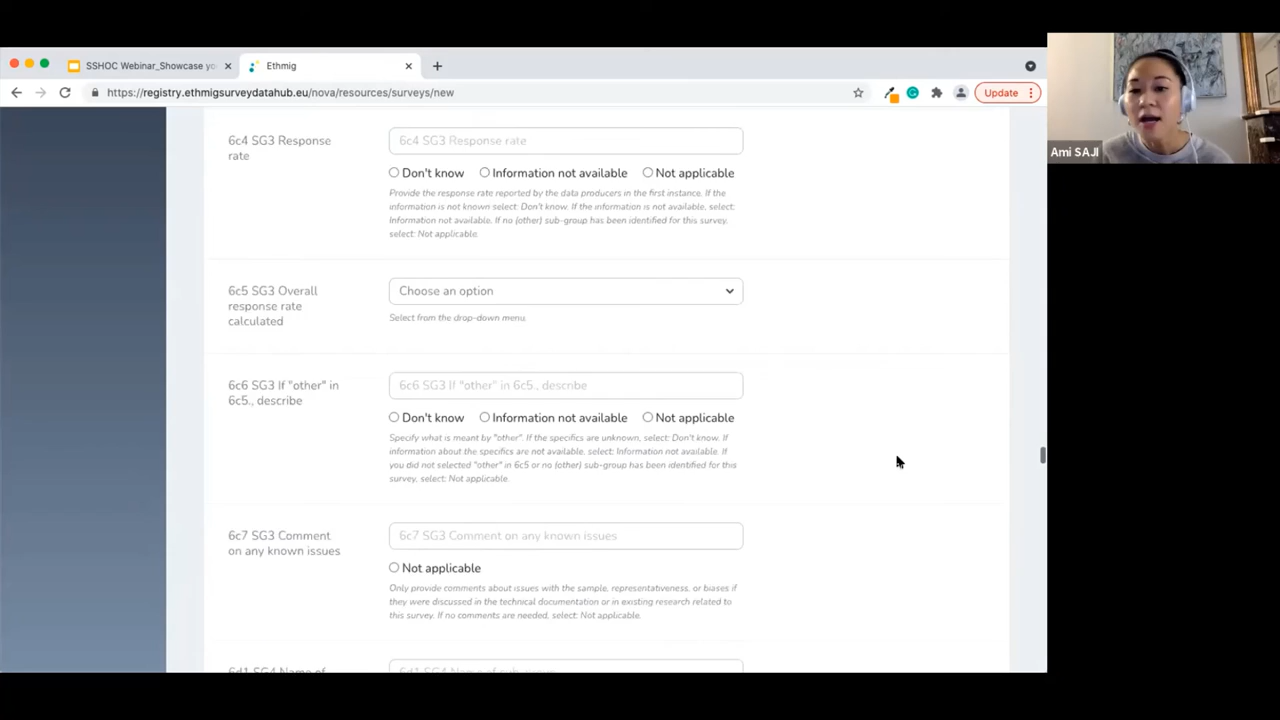 SSHOC Webinar_Showcase yo
Ethmig
https://registry.ethmigsurveydatahub.eu/nova/resources/surveys/new
Update
Ami SAJI
6c4 SG3 Response
rate
6c4 SG3 Response rate
Don't know
Information not available
Not applicable
Provide the response rate reported by the data producers in the first instance. If the
information is not known select: Don't know. If the information is not available, select:
Information not available. If no (other) sub-group has been identified for this survey,
select: Not applicable.
6c5 SG3 Overall
response rate
calculated
Choose an option
Select from the drop-down menu.
6c6 SG3 If "other" in
6c5., describe
6c6 SG3 If "other" in 6c5., describe
Don't know
Information not available
Not applicable
Specify what is meant by "other". If the specifics are unknown, select: Don't know. If
information about the specifics are not available, select: Information not available. If
you did not selected "other" in 6c5 or no (other) sub-group has been identified for this
survey, select: Not applicable.
6c7 SG3 Comment
on any known issues
6c7 SG3 Comment on any known issues
Not applicable
Only provide comments about issues with the sample, representativeness, or biases if
they were discussed in the technical documentation or in existing research related to
this survey. If no comments are needed, select: Not applicable.
6d1 SG4 Name of
6d1 SG4 Name of sub-group